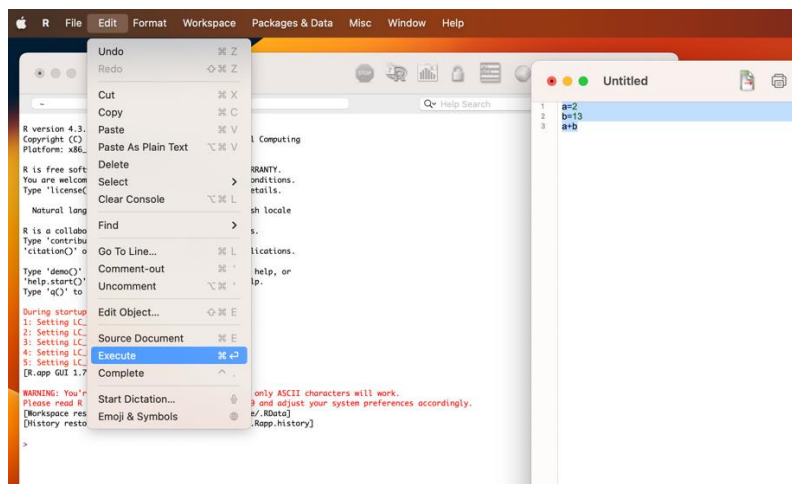 R File Edit Format Workspace Packages & Data Misc Window Help
Undo ⌘ Z
Redo ⇧⌘ Z
Cut ⌘ X
Copy ⌘ C
Paste ⌘ V
Paste As Plain Text ⌥⌘ V
Delete
Select >
Clear Console ⌥⌘ L
Find >
Go To Line... ⌘ L
Comment-out ⌘ '
Uncomment ⌥⌘ '
Edit Object... ⇧⌘ E
Source Document ⌘ E
Execute ⌘ ↩
Complete ^ .
Start Dictation...
Emoji & Symbols
STOP
~
Help Search
R version 4.3.
Copyright (C) l Computing
Platform: x86_
R is free soft RRANTY.
You are welcom onditions.
Type 'license( etails.
Natural lang sh locale
R is a collabo s.
Type 'contribu
'citation()' o lications.
Type 'demo()' help, or
'help.start()' lp.
Type 'q()' to
During startup
1: Setting LC_
2: Setting LC_
3: Setting LC_
4: Setting LC_
5: Setting LC_
[R.app GUI 1.7
WARNING: You'r only ASCII characters will work.
Please read R 9 and adjust your system preferences accordingly.
[Workspace res e/.RData]
[History resto .Rapp.history]
>
Untitled
1 a=2
2 b=13
3 a+b